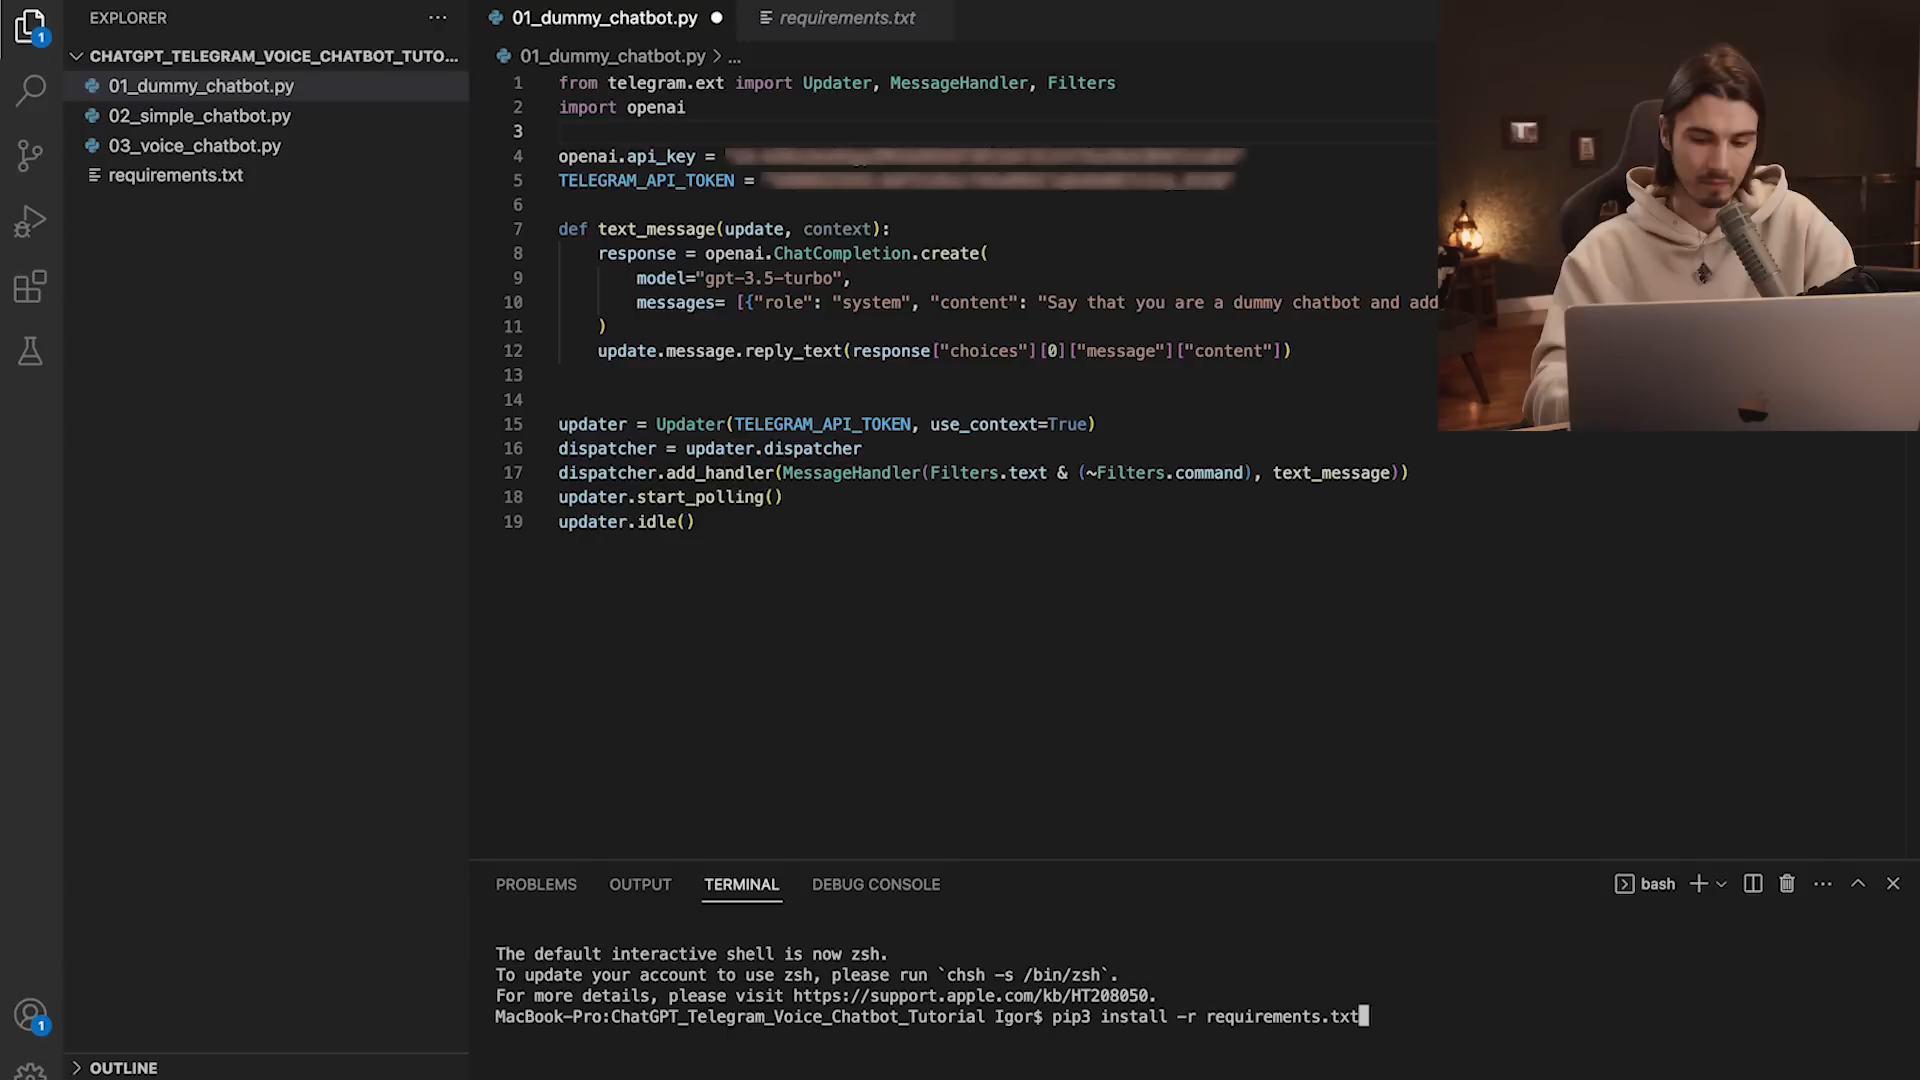 EXPLORER
1
CHATGPT_TELEGRAM_VOICE_CHATBOT_TUTO...
01_dummy_chatbot.py
02_simple_chatbot.py
03_voice_chatbot.py
requirements.txt
OUTLINE
1
01_dummy_chatbot.py
requirements.txt
01_dummy_chatbot.py > ...
1 from telegram.ext import Updater, MessageHandler, Filters
2 import openai
3
4 openai.api_key =
5 TELEGRAM_API_TOKEN =
6
7 def text_message(update, context):
8 response = openai.ChatCompletion.create(
9 model="gpt-3.5-turbo",
10 messages= [{"role": "system", "content": "Say that you are a dummy chatbot and add
11 )
12 update.message.reply_text(response["choices"][0]["message"]["content"])
13
14
15 updater = Updater(TELEGRAM_API_TOKEN, use_context=True)
16 dispatcher = updater.dispatcher
17 dispatcher.add_handler(MessageHandler(Filters.text & (~Filters.command), text_message))
18 updater.start_polling()
19 updater.idle()
PROBLEMS OUTPUT TERMINAL DEBUG CONSOLE
bash
The default interactive shell is now zsh.
To update your account to use zsh, please run `chsh -s /bin/zsh`.
For more details, please visit https://support.apple.com/kb/HT208050.
MacBook-Pro:ChatGPT_Telegram_Voice_Chatbot_Tutorial Igor$ pip3 install -r requirements.txt